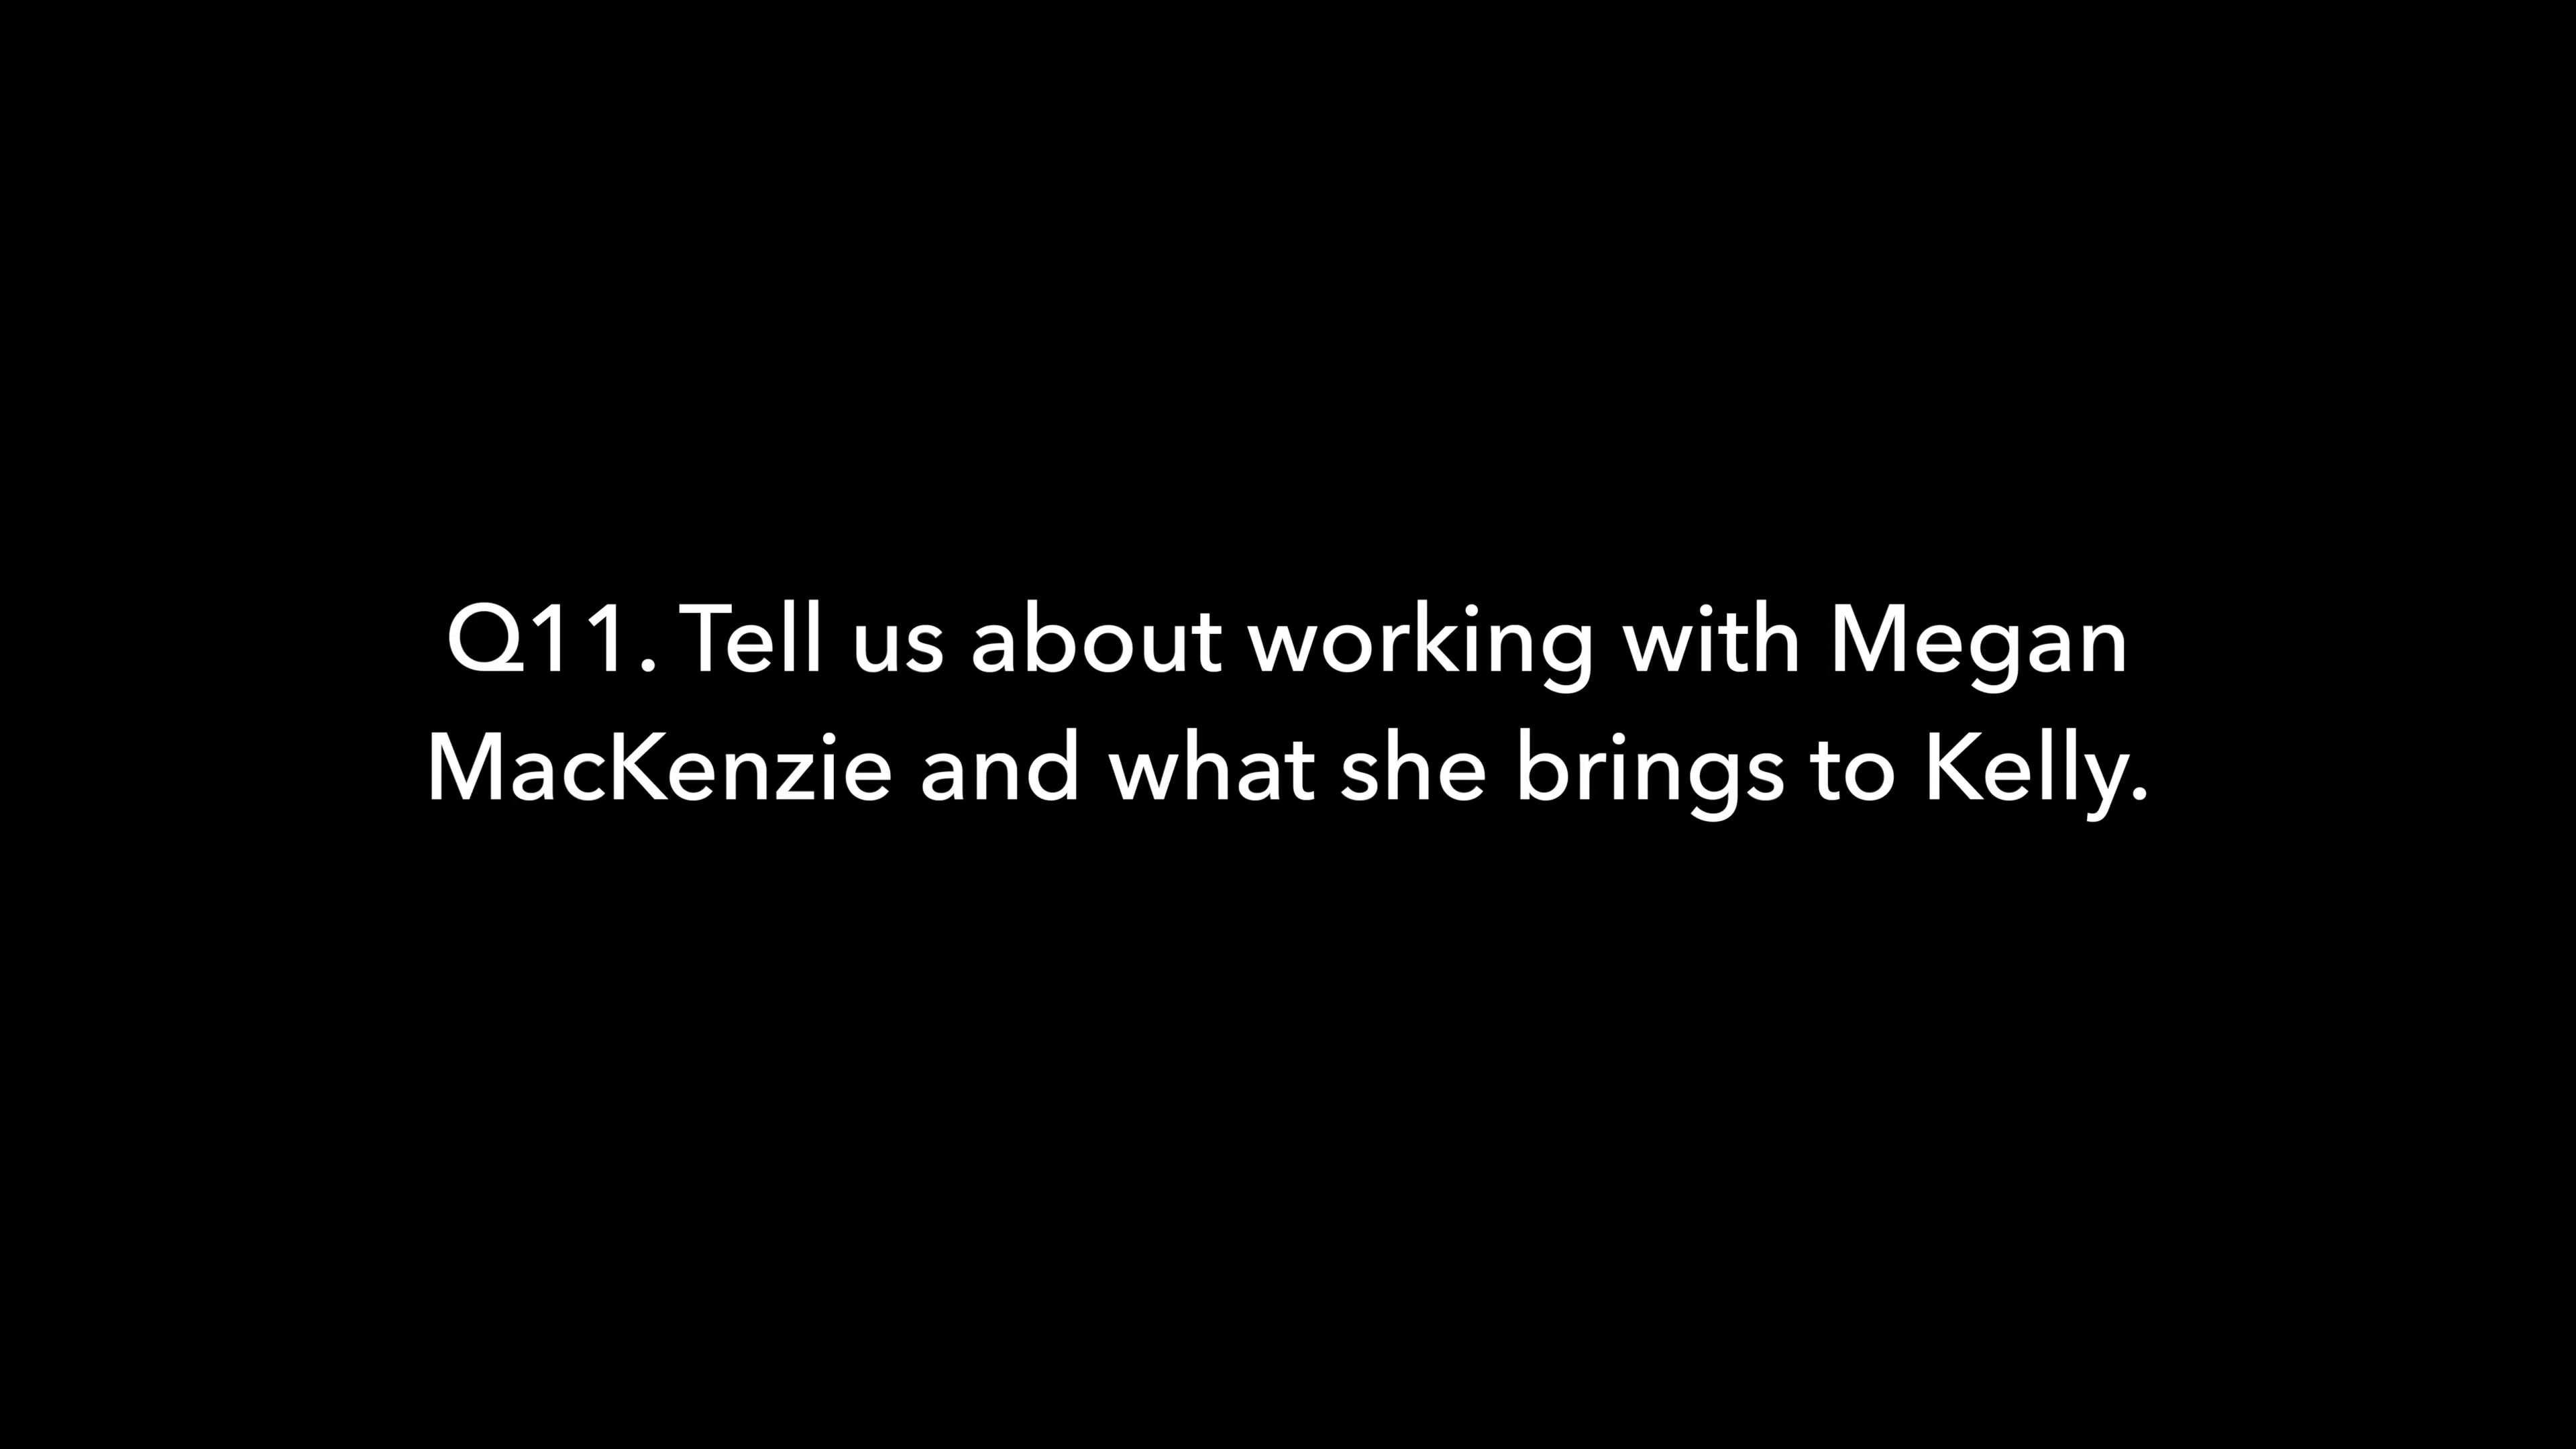 Q11. Tell us about working with Megan
MacKenzie and what she brings to Kelly.